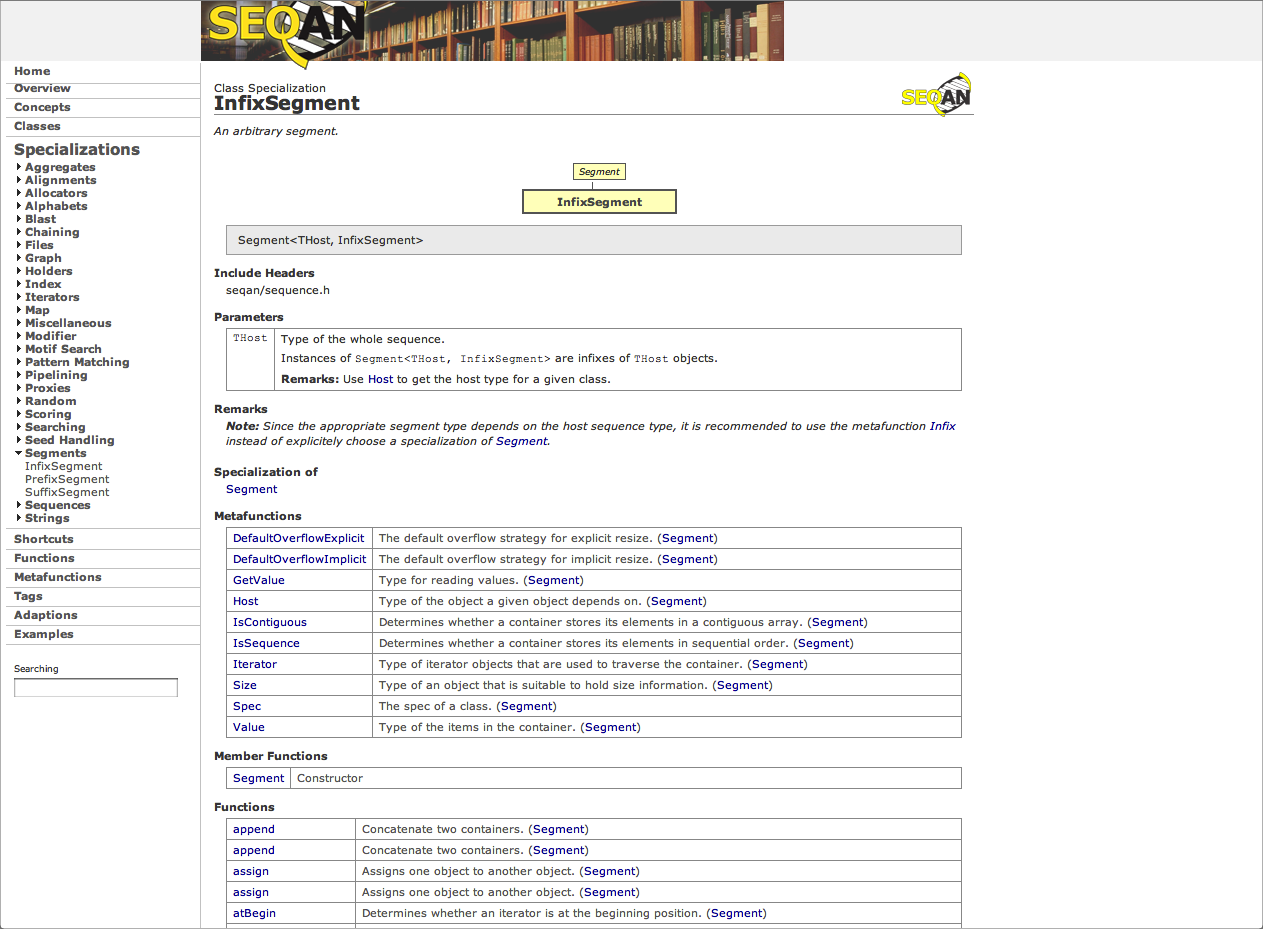 SEQAN
Home
Overview
Concepts
Classes
Specializations
Aggregates
Alignments
Allocators
Alphabets
Blast
Chaining
Files
Graph
Holders
Index
Iterators
Map
Miscellaneous
Modifier
Motif Search
Pattern Matching
Pipelining
Proxies
Random
Scoring
Searching
Seed Handling
Segments
InfixSegment
PrefixSegment
SuffixSegment
Sequences
Strings
Shortcuts
Functions
Metafunctions
Tags
Adaptions
Examples
Searching
Class Specialization
InfixSegment
SEQAN
An arbitrary segment.
Segment
InfixSegment
Segment<THost, InfixSegment>
Include Headers
seqan/sequence.h
Parameters
THost Type of the whole sequence.
Instances of Segment<THost, InfixSegment> are infixes of THost objects.
Remarks: Use Host to get the host type for a given class.
Remarks
Note: Since the appropriate segment type depends on the host sequence type, it is recommended to use the metafunction Infix
instead of explicitely choose a specialization of Segment.
Specialization of
Segment
Metafunctions
DefaultOverflowExplicit The default overflow strategy for explicit resize. (Segment)
DefaultOverflowImplicit The default overflow strategy for implicit resize. (Segment)
GetValue Type for reading values. (Segment)
Host Type of the object a given object depends on. (Segment)
IsContiguous Determines whether a container stores its elements in a contiguous array. (Segment)
IsSequence Determines whether a container stores its elements in sequential order. (Segment)
Iterator Type of iterator objects that are used to traverse the container. (Segment)
Size Type of an object that is suitable to hold size information. (Segment)
Spec The spec of a class. (Segment)
Value Type of the items in the container. (Segment)
Member Functions
Segment Constructor
Functions
append Concatenate two containers. (Segment)
append Concatenate two containers. (Segment)
assign Assigns one object to another object. (Segment)
assign Assigns one object to another object. (Segment)
atBegin Determines whether an iterator is at the beginning position. (Segment)